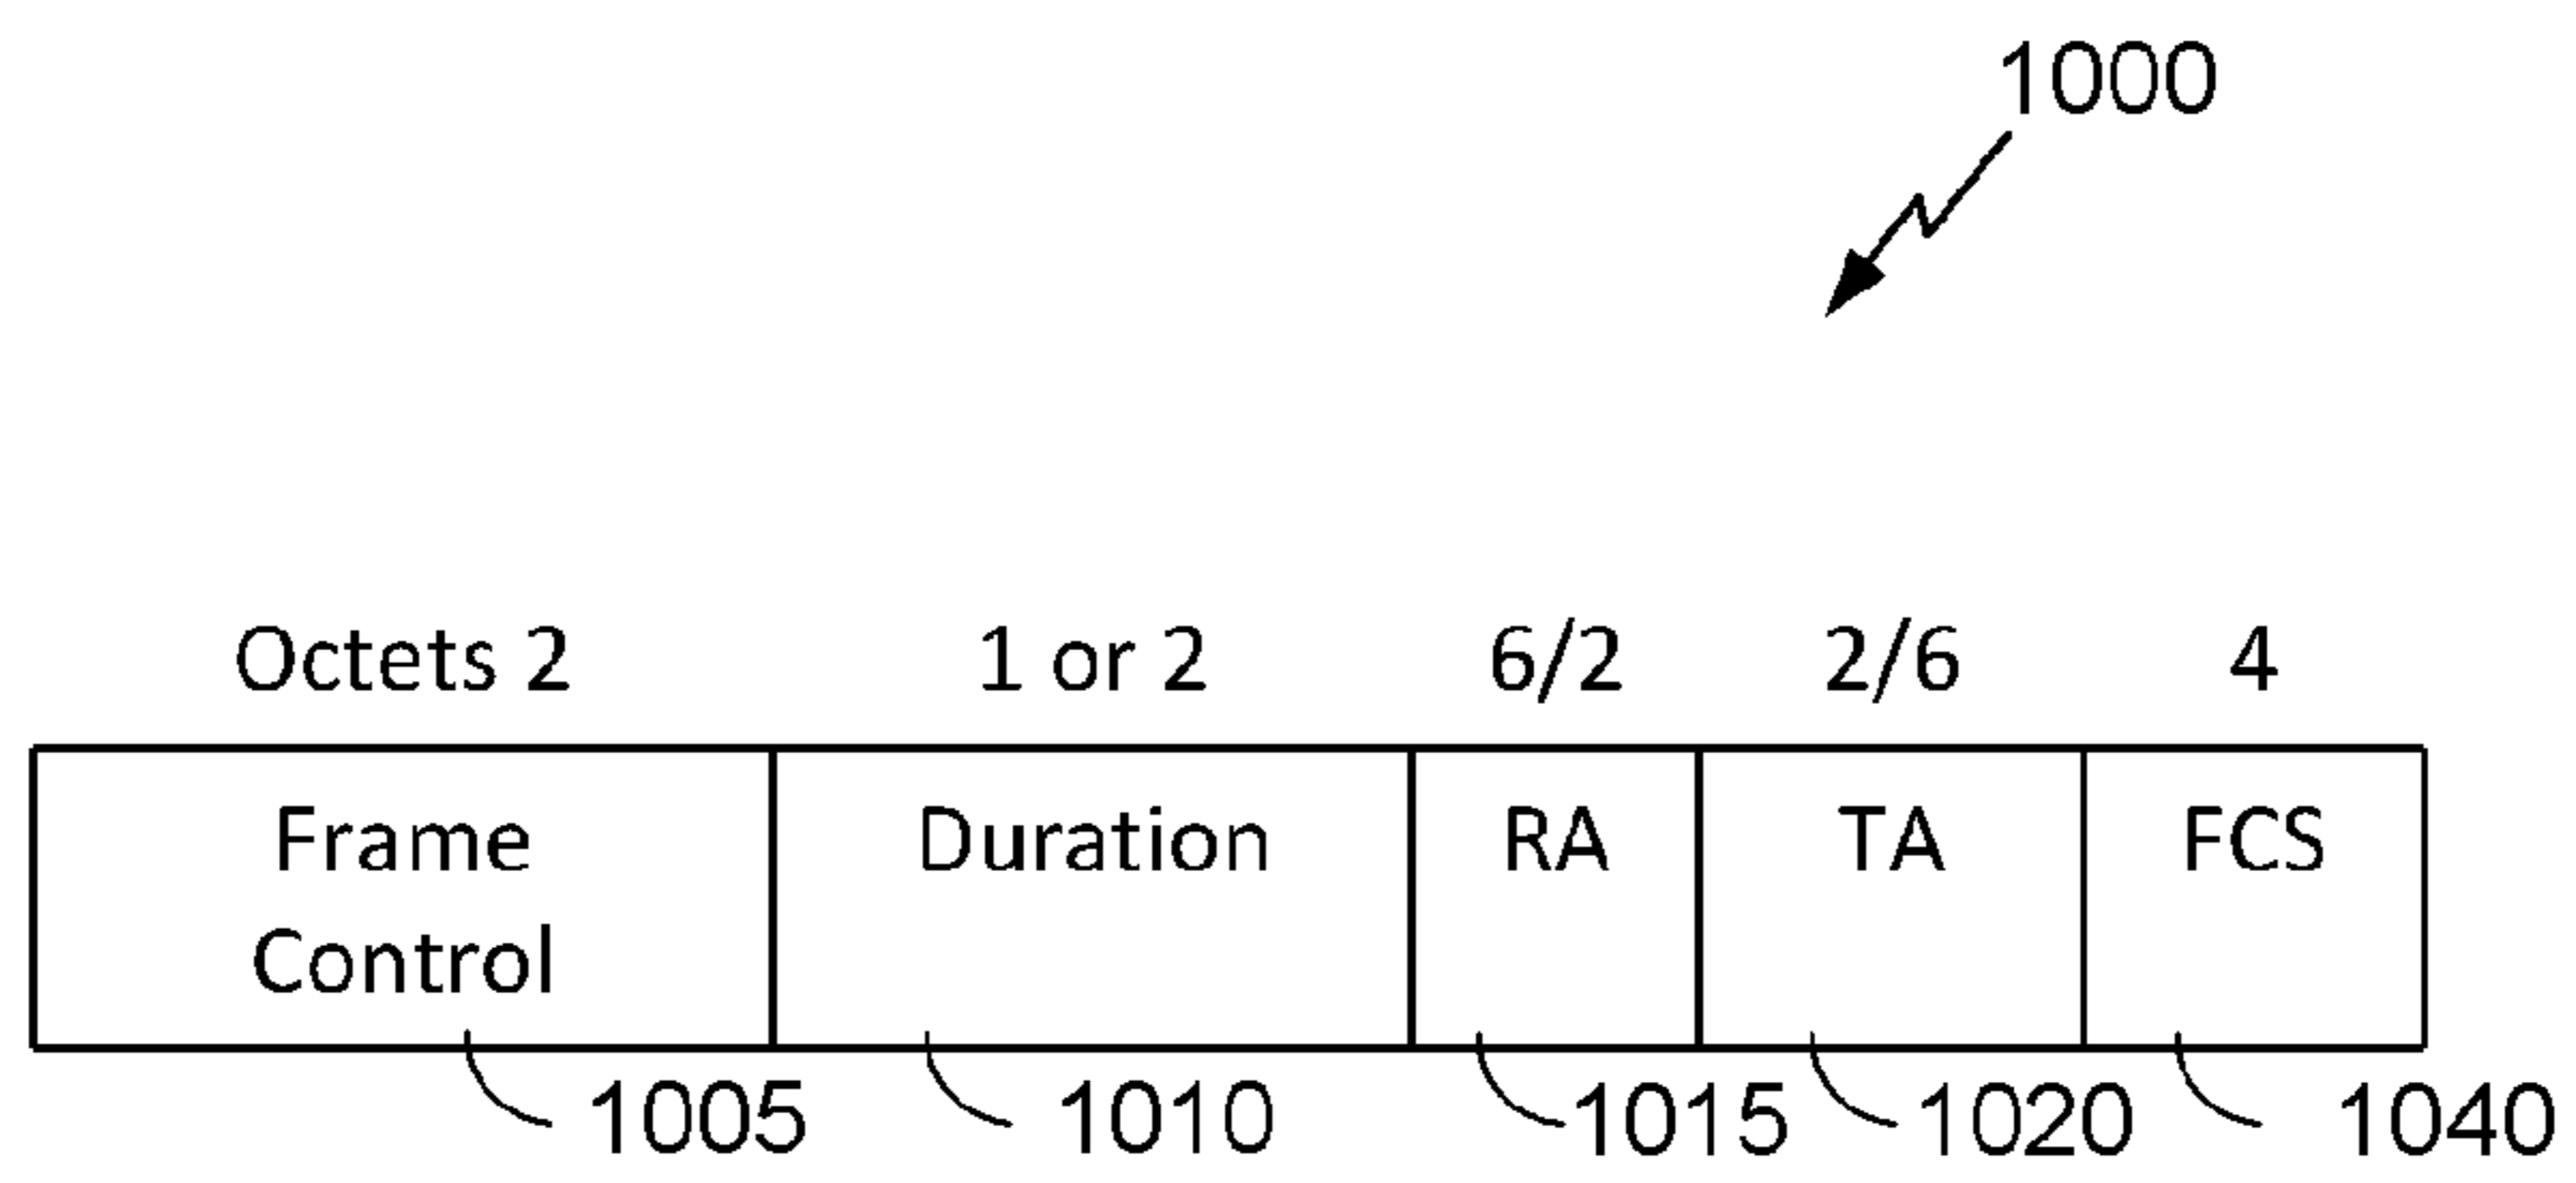 1000
Octets 2 1 or 2 6/2 2/6 4
Frame Control Duration RA TA FCS
1005 1010 1015 1020 1040